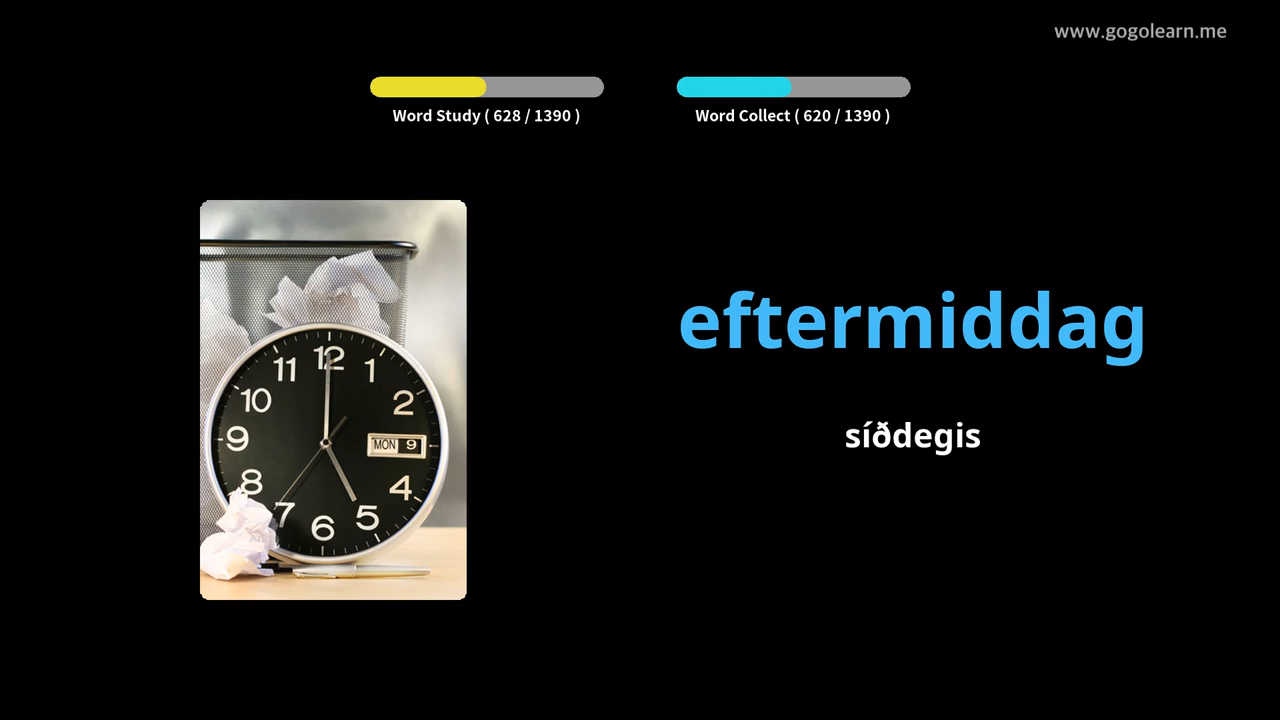 www.gogolearn.me
Word Study ( 628 / 1390 )
Word Collect ( 620 / 1390 )
eftermiddag
síðdegis
12
11
1
10
2
9
MON 9
8
4
7
5
6